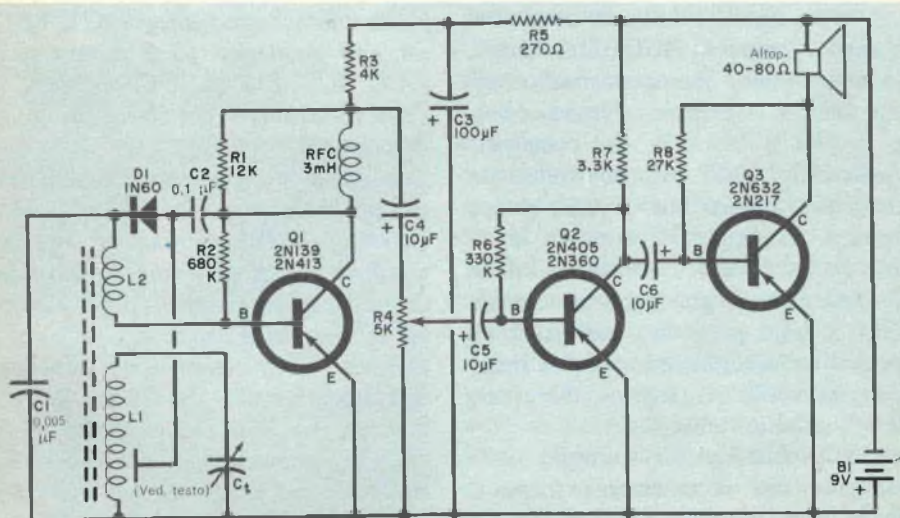 R3
4K
R5
270Ω
Altop.
40-80Ω
+
C3
100µF
R1
12K
RFC
3mH
R7
3.3K
R8
27K
Q3
2N632
2N217
D1
1N60
C2
0,1 µF
+
C4
10µF
R2
680
K
Q1
2N139
2N413
R6
330
K
Q2
2N405
2N360
C
+
C6
10µF
B
C
E
L2
B
C
E
R4
5K
+
C5
10µF
B
E
C1
0,005
µF
L1
(Ved. testo)
Ct
B1
9V
+